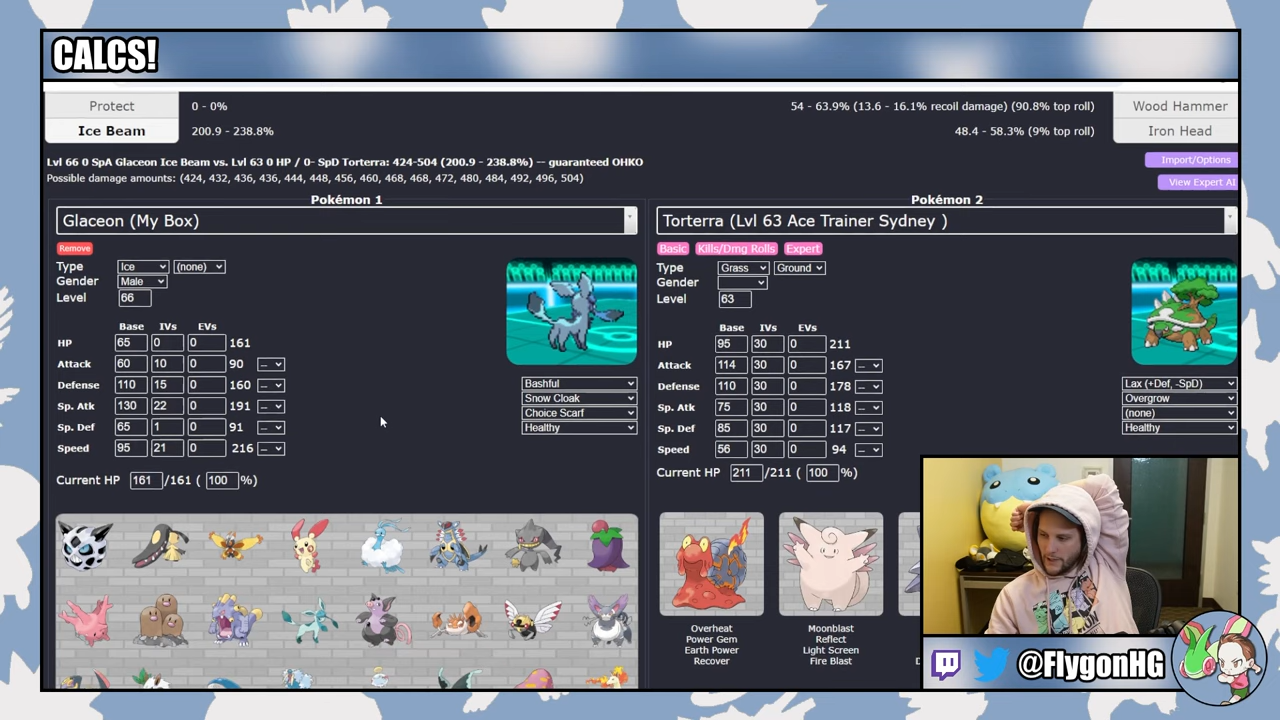 CALCS!
Protect 0 - 0% 54 - 63.9% (13.6 - 16.1% recoil damage) (90.8% top roll) Wood Hammer
Ice Beam 200.9 - 238.8% 48.4 - 58.3% (9% top roll) Iron Head
Lvl 66 0 SpA Glaceon Ice Beam vs. Lvl 63 0 HP / 0- SpD Torterra: 424-504 (200.9 - 238.8%) -- guaranteed OHKO
Import/Options
Possible damage amounts: (424, 432, 436, 436, 444, 448, 456, 460, 468, 468, 472, 480, 484, 492, 496, 504)
View Expert AI
Pokémon 1
Glaceon (My Box)
Remove
Type Ice (none)
Gender Male
Level 66
Base IVs EVs
HP 65 0 0 161
Attack 60 10 0 90 --
Defense 110 15 0 160 --
Sp. Atk 130 22 0 191 --
Sp. Def 65 1 0 91 --
Speed 95 21 0 216 --
Bashful
Snow Cloak
Choice Scarf
Healthy
Current HP 161 /161 ( 100 %)
Pokémon 2
Torterra (Lvl 63 Ace Trainer Sydney )
Basic Kills/Dmg Rolls Expert
Type Grass Ground
Gender
Level 63
Base IVs EVs
HP 95 30 0 211
Attack 114 30 0 167 --
Defense 110 30 0 178 --
Sp. Atk 75 30 0 118 --
Sp. Def 85 30 0 117 --
Speed 56 30 0 94 --
Lax (+Def, -SpD)
Overgrow
(none)
Healthy
Current HP 211 /211 ( 100 %)
Overheat
Power Gem
Earth Power
Recover
Moonblast
Reflect
Light Screen
Fire Blast
@FlygonHG